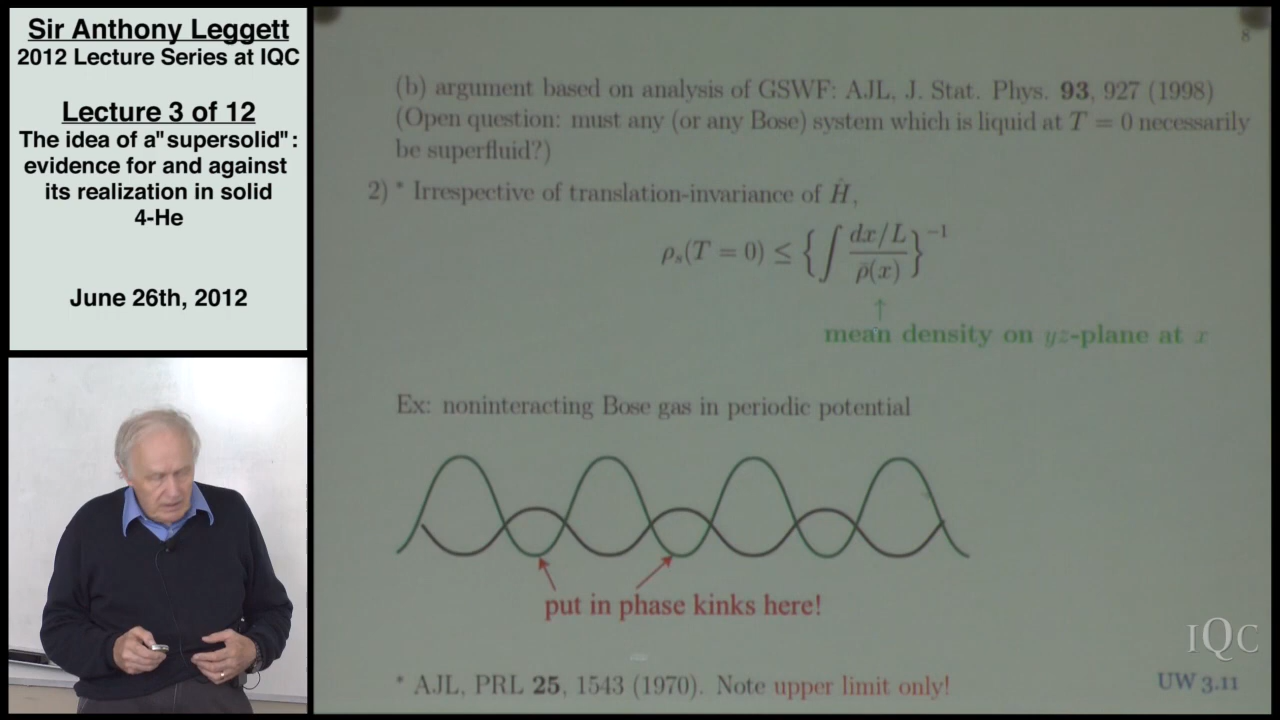 Sir Anthony Leggett
2012 Lecture Series at IQC
Lecture 3 of 12
The idea of a"supersolid":
evidence for and against
its realization in solid
4-He
June 26th, 2012
8
(b) argument based on analysis of GSWF: AJL, J. Stat. Phys. 93, 927 (1998)
(Open question: must any (or any Bose) system which is liquid at T = 0 necessarily
be superfluid?)
2) * Irrespective of translation-invariance of Ĥ,
ρₛ(T = 0) ≤ { ∫ dx/L / ρ̄(x) }⁻¹
↑
mean density on yz-plane at x
Ex: noninteracting Bose gas in periodic potential
put in phase kinks here!
* AJL, PRL 25, 1543 (1970). Note upper limit only!
IQC
UW 3.11